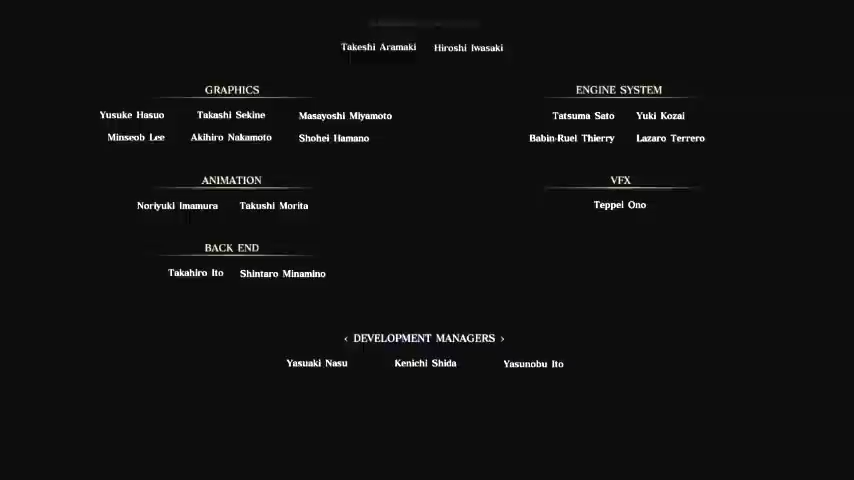 Takeshi Aramaki Hiroshi Iwasaki
GRAPHICS
Yusuke Hasuo Takashi Sekine Masayoshi Miyamoto
Minseob Lee Akihiro Nakamoto Shohei Hamano
ENGINE SYSTEM
Tatsuma Sato Yuki Kozai
Babin-Ruel Thierry Lazaro Terrero
ANIMATION
Noriyuki Imamura Takushi Morita
VFX
Teppei Ono
BACK END
Takahiro Ito Shintaro Minamino
‹ DEVELOPMENT MANAGERS ›
Yasuaki Nasu Kenichi Shida Yasunobu Ito